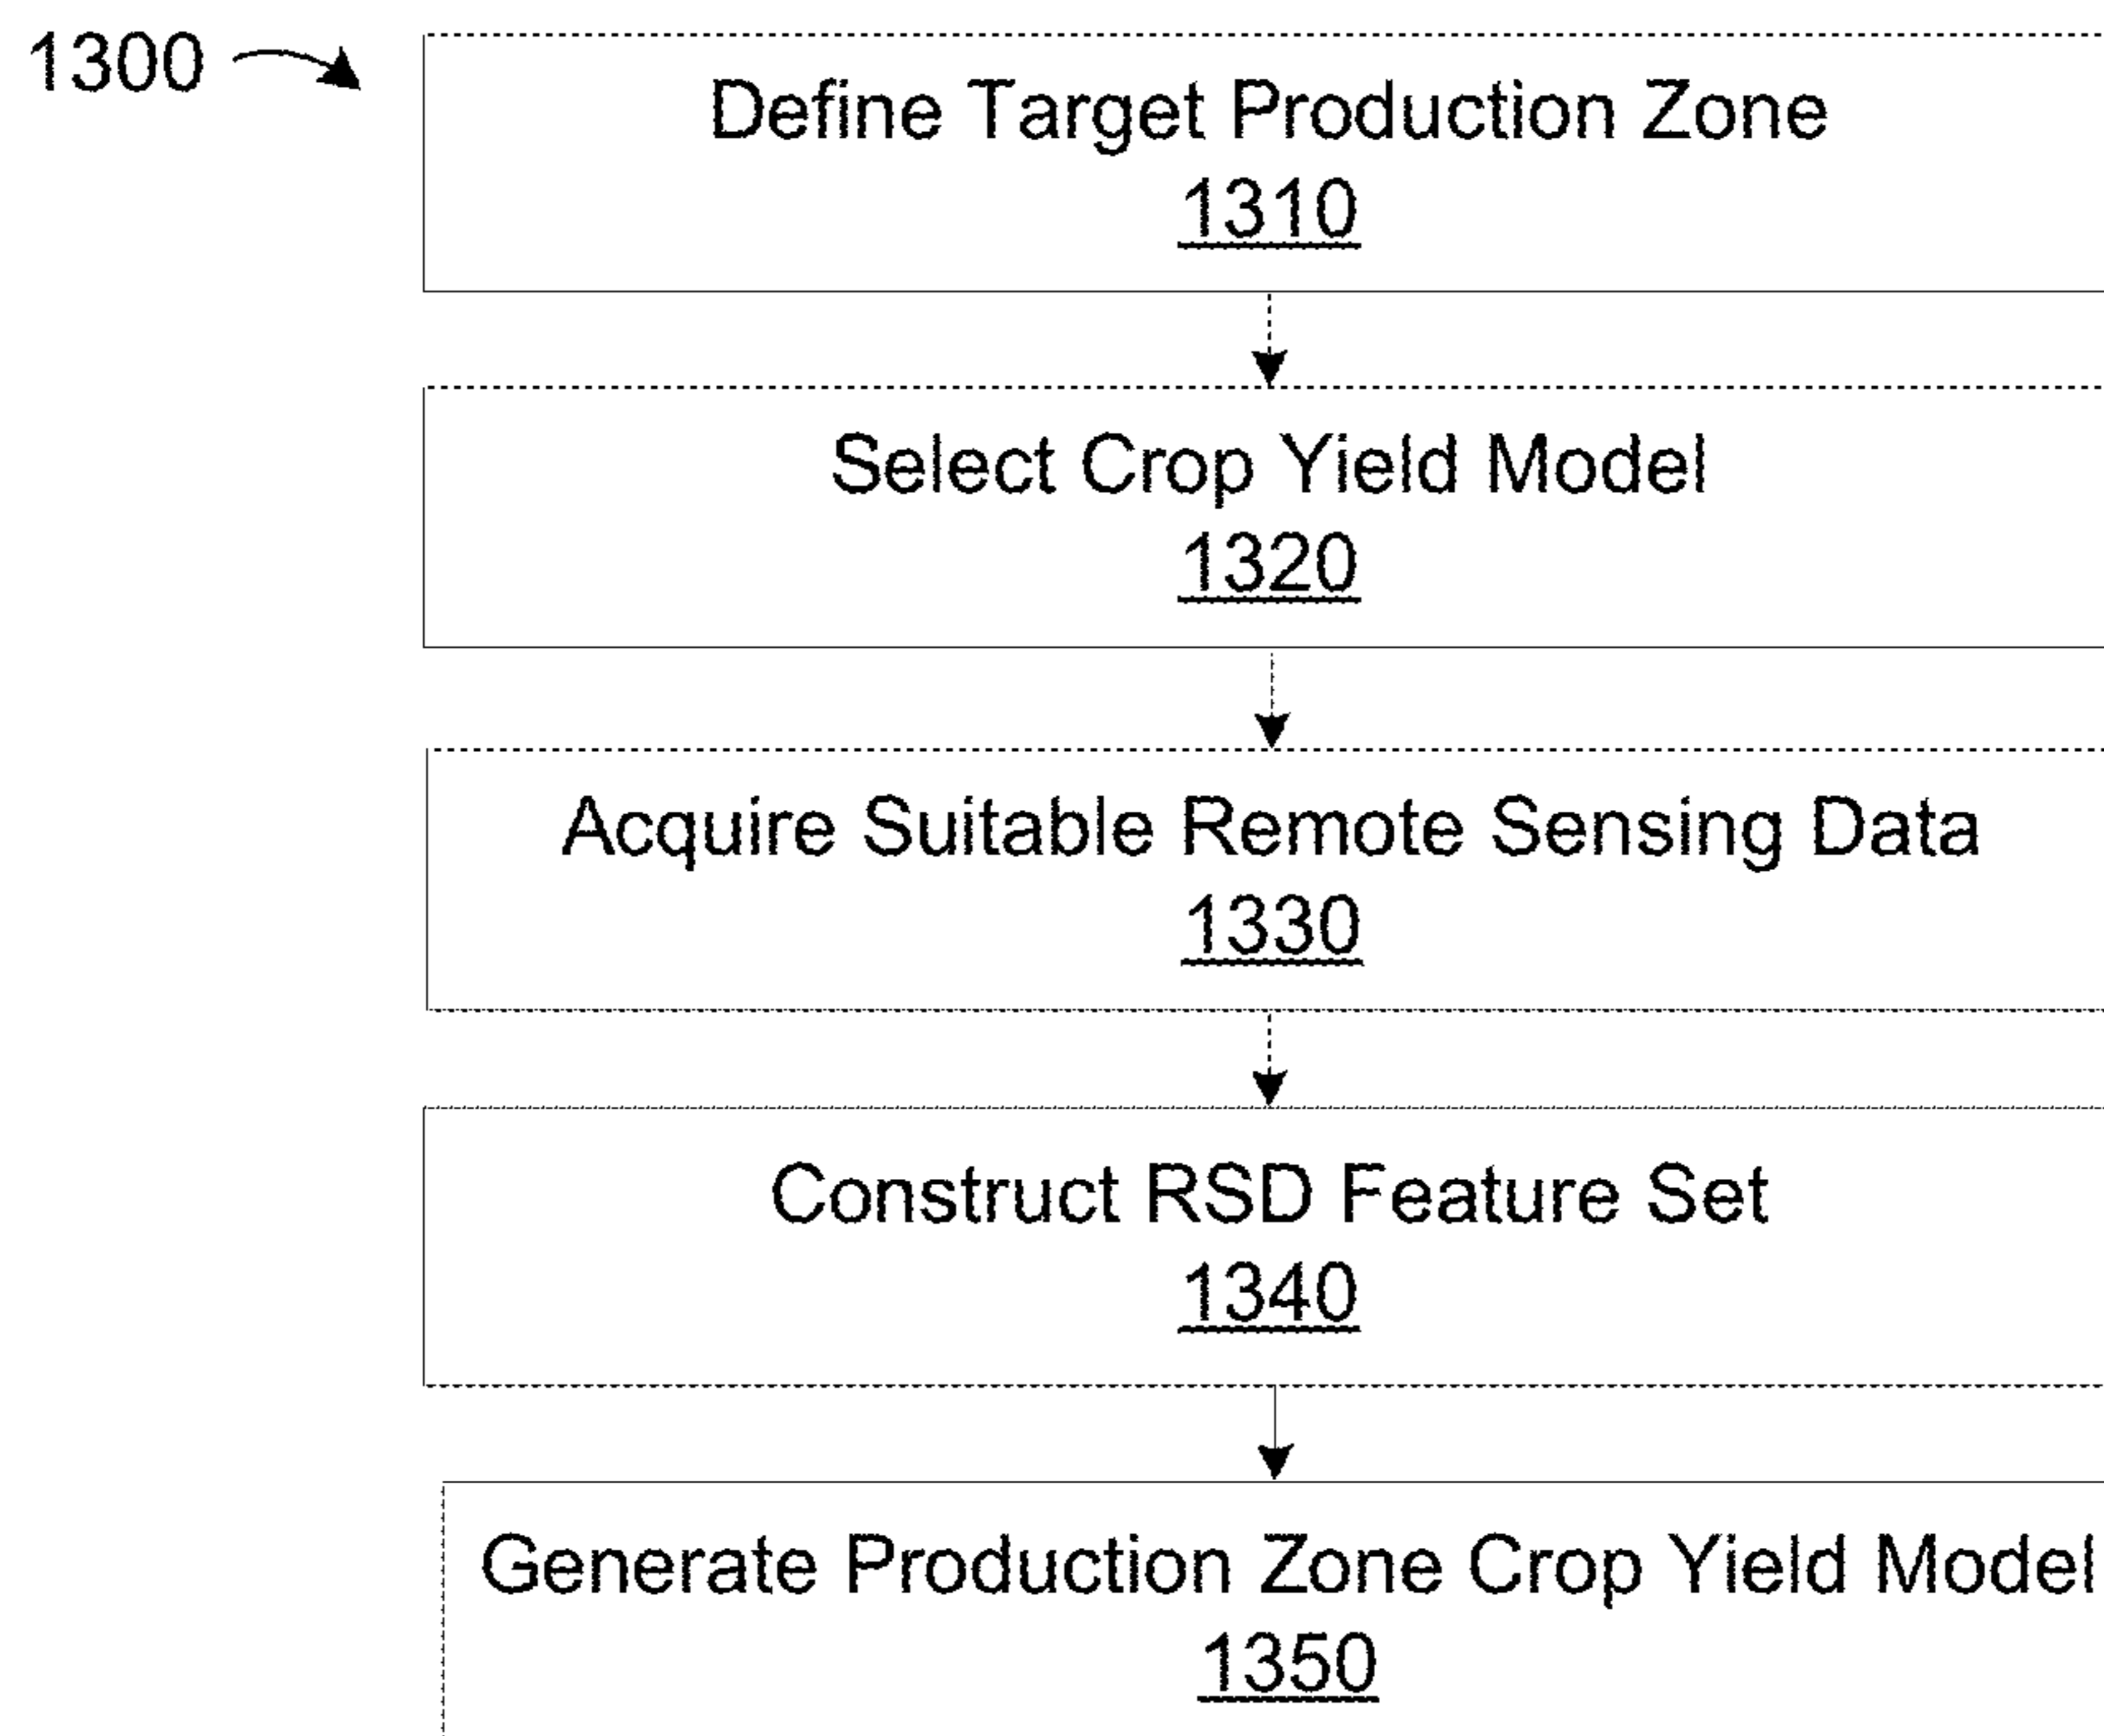 1300
Define Target Production Zone
1310
Select Crop Yield Model
1320
Acquire Suitable Remote Sensing Data
1330
Construct RSD Feature Set
1340
Generate Production Zone Crop Yield Model
1350